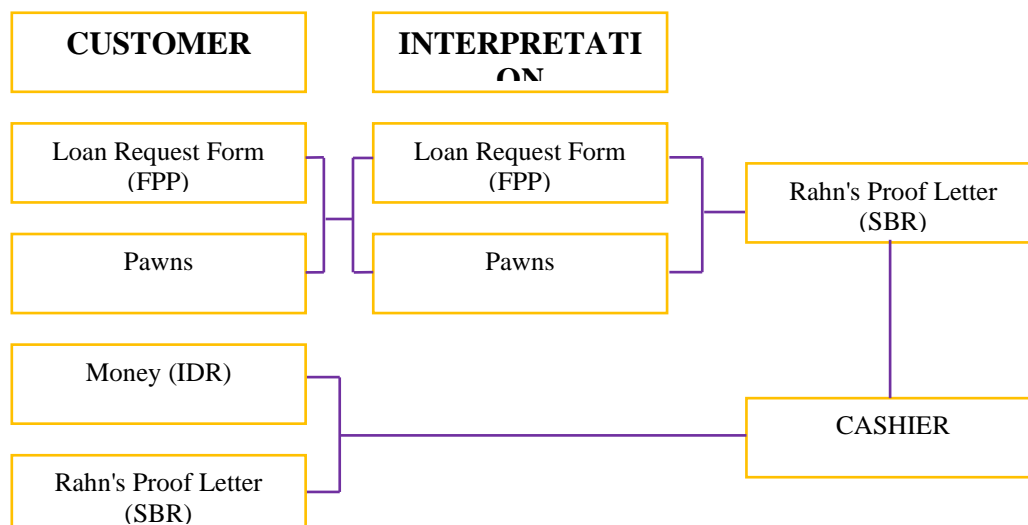 CUSTOMER
INTERPRETATI
ON
Loan Request Form
(FPP)
Loan Request Form
(FPP)
Rahn's Proof Letter
(SBR)
Pawns
Pawns
Money (IDR)
CASHIER
Rahn's Proof Letter
(SBR)